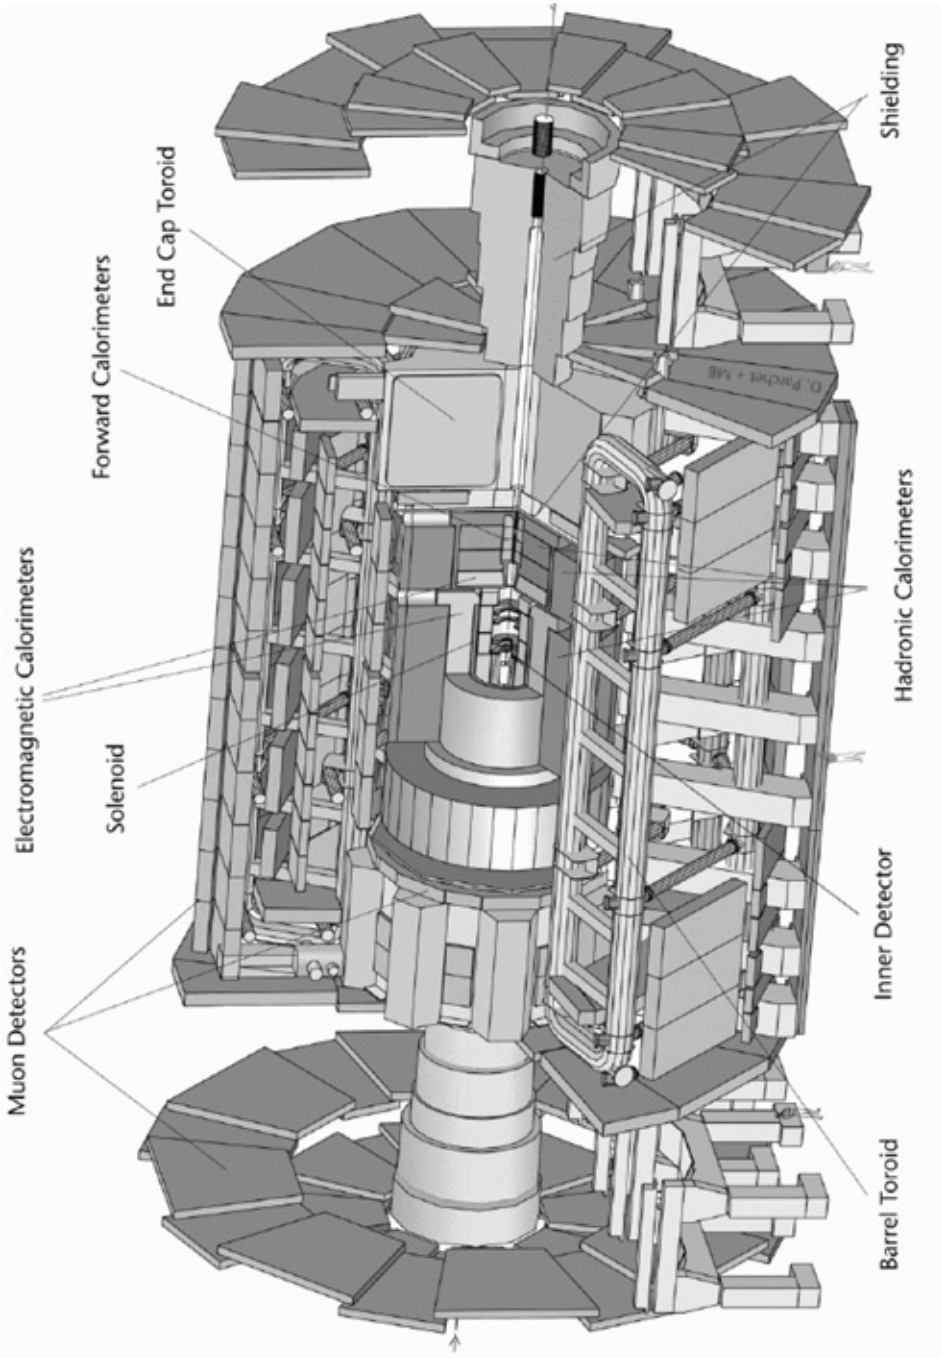 Muon Detectors
Electromagnetic Calorimeters
Solenoid
Forward Calorimeters
End Cap Toroid
Barrel Toroid
Inner Detector
Hadronic Calorimeters
Shielding
D. Parchet + MB